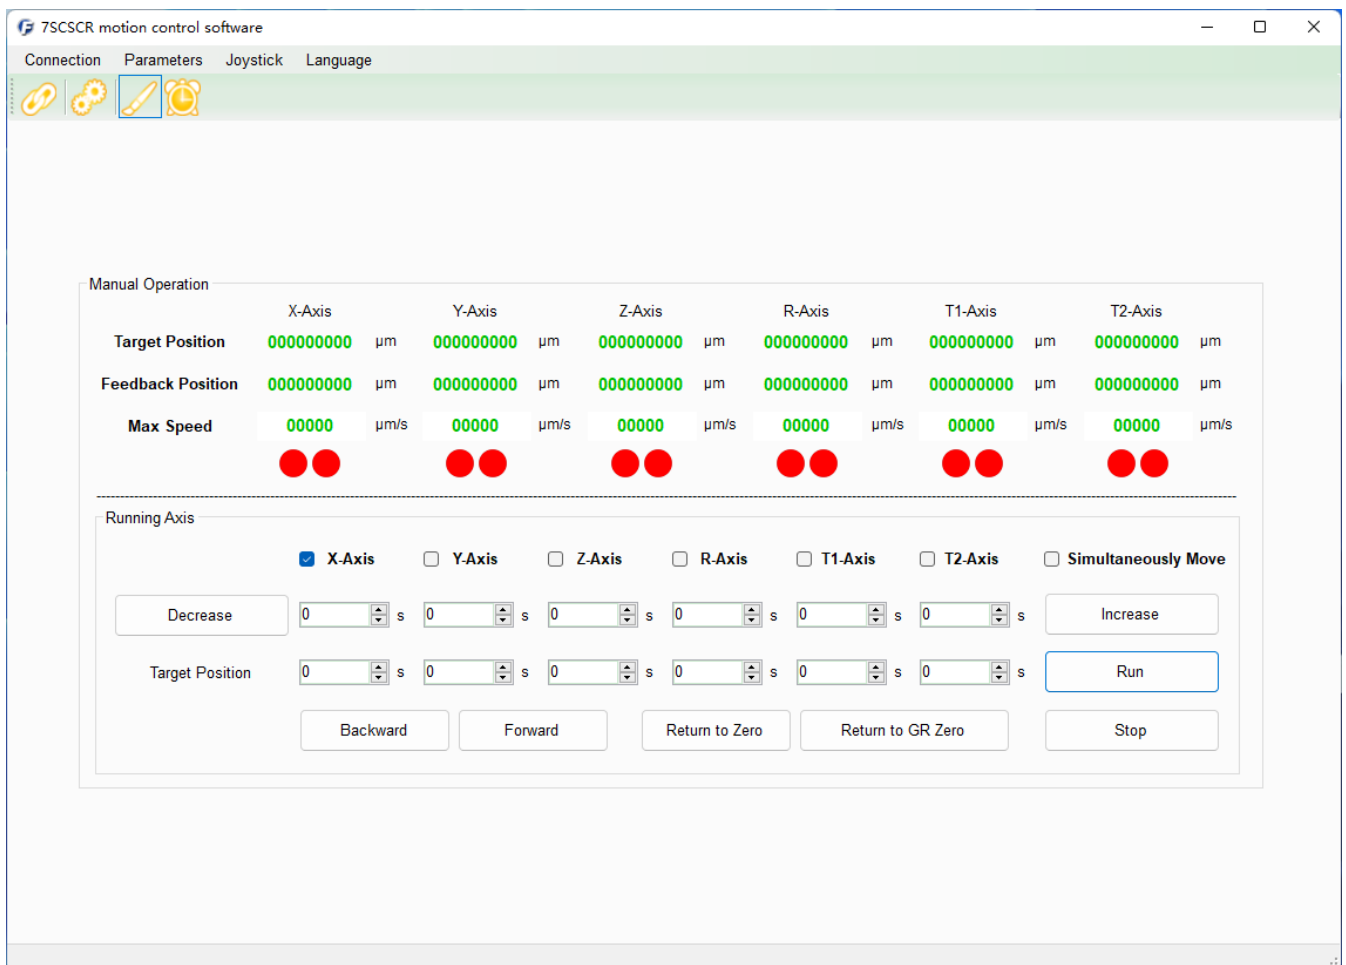 7SCSCR motion control software
Connection Parameters Joystick Language
Manual Operation
X-Axis Y-Axis Z-Axis R-Axis T1-Axis T2-Axis
Target Position 000000000 µm 000000000 µm 000000000 µm 000000000 µm 000000000 µm 000000000 µm
Feedback Position 000000000 µm 000000000 µm 000000000 µm 000000000 µm 000000000 µm 000000000 µm
Max Speed 00000 µm/s 00000 µm/s 00000 µm/s 00000 µm/s 00000 µm/s 00000 µm/s
Running Axis
X-Axis Y-Axis Z-Axis R-Axis T1-Axis T2-Axis Simultaneously Move
Decrease 0 s 0 s 0 s 0 s 0 s 0 s Increase
Target Position 0 s 0 s 0 s 0 s 0 s 0 s Run
Backward Forward Return to Zero Return to GR Zero Stop